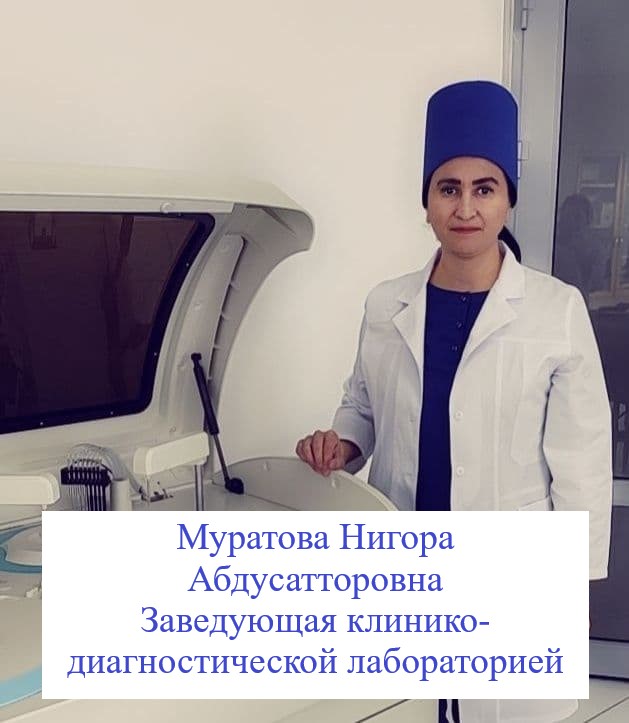 Муратова Нигора
Абдусатторовна
Заведующая клинико-
диагностической лабораторией